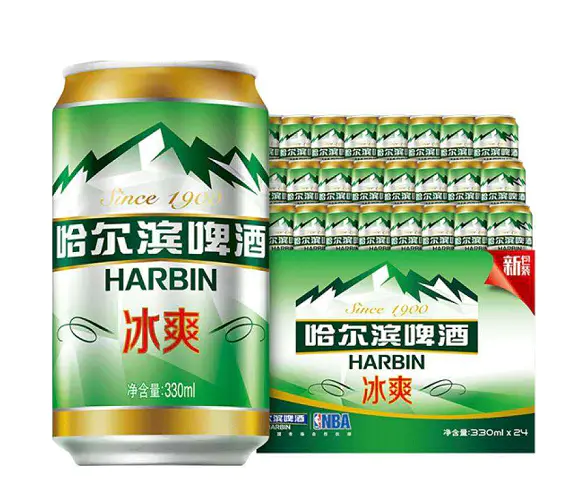 Since 1900
哈尔滨啤酒
HARBIN
冰爽
净含量:330ml
新包装
Since 1900
哈尔滨啤酒
HARBIN
冰爽
尔滨啤酒
HARBIN
NBA
净含量:330ml x 24